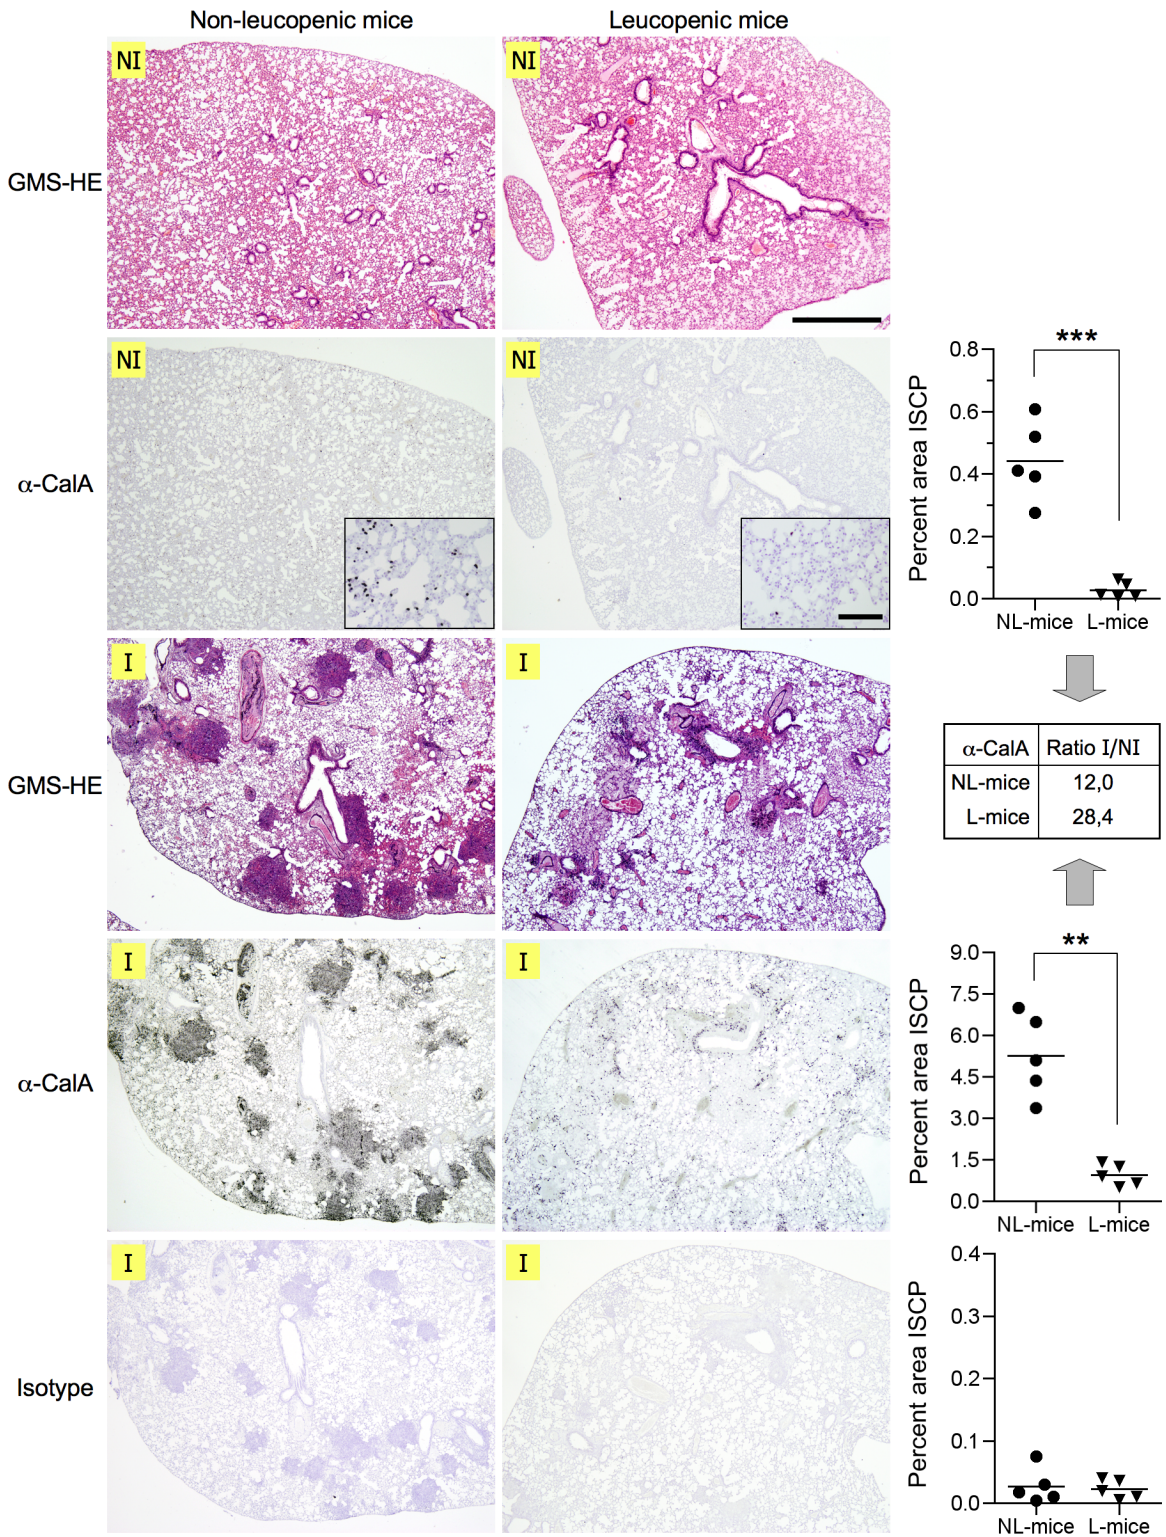 Non-leucopenic mice
Leucopenic mice
NI
NI
GMS-HE
NI
NI
α-CalA
***
Percent area ISCP
0.8
0.6
0.4
0.2
0.0
NL-mice
L-mice
I
I
GMS-HE
α-CalA Ratio I/NI
NL-mice 12,0
L-mice 28,4
I
I
α-CalA
**
Percent area ISCP
9.0
7.5
6.0
4.5
3.0
1.5
0.0
NL-mice
L-mice
I
I
Isotype
Percent area ISCP
0.4
0.3
0.2
0.1
0.0
NL-mice
L-mice